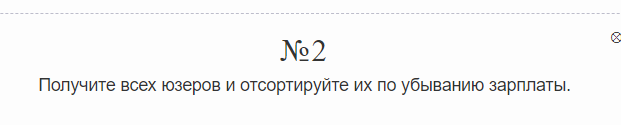 №2
Получите всех юзеров и отсортируйте их по убыванию зарплаты.